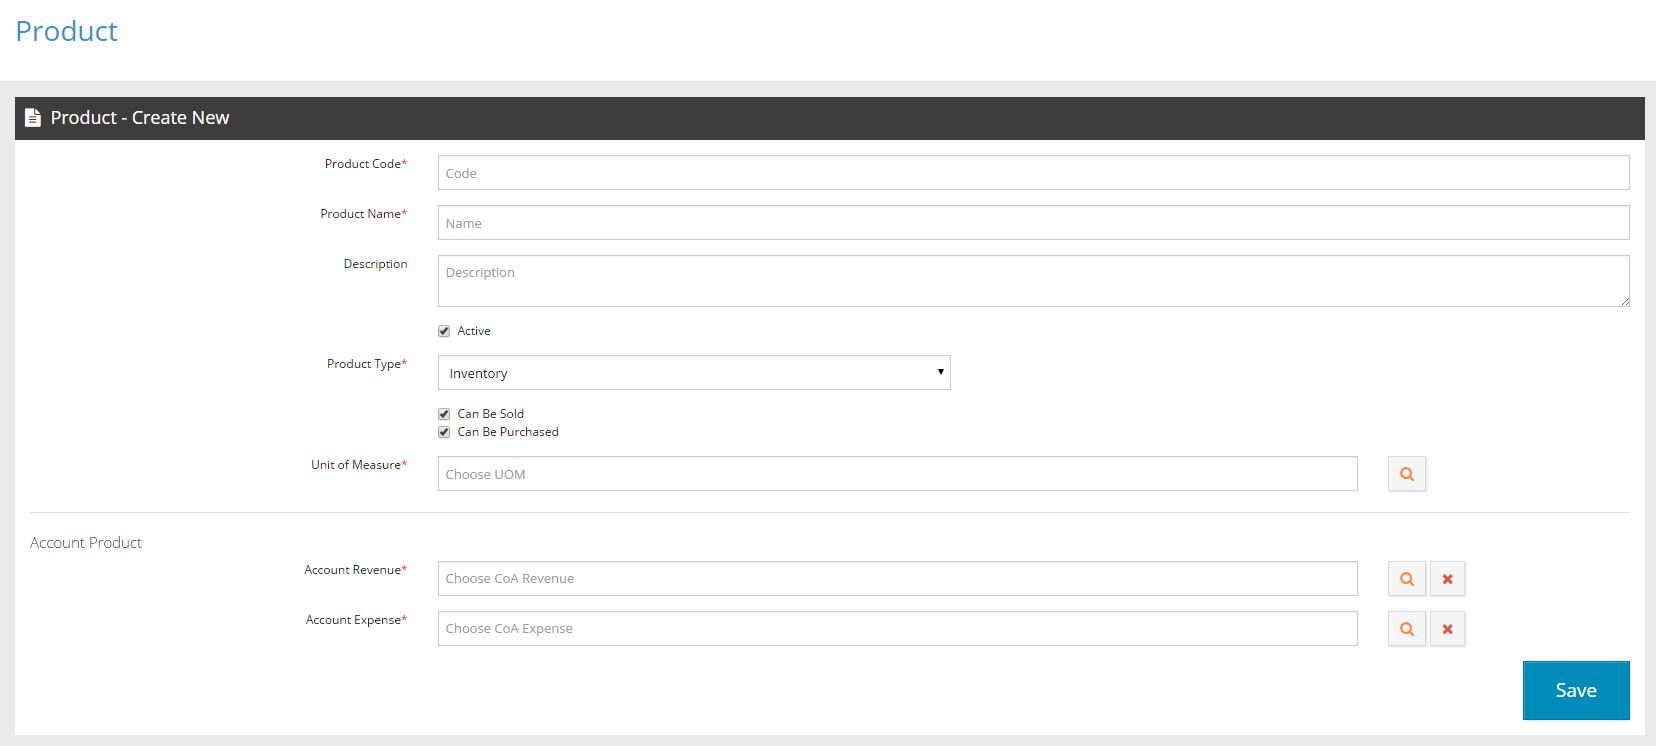 Product
Product - Create New
Product Code*
Code
Product Name*
Name
Description
Description
Active
Product Type*
Inventory
Can Be Sold
Can Be Purchased
Unit of Measure*
Choose UOM
Account Product
Account Revenue*
Choose CoA Revenue
Account Expense*
Choose CoA Expense
Save